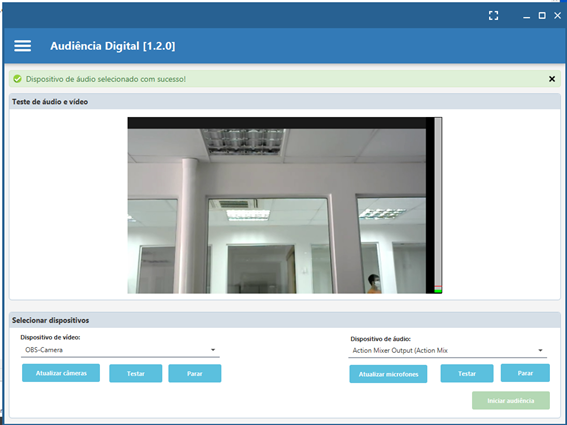 Audiência Digital [1.2.0]
Dispositivo de áudio selecionado com sucesso!
Teste de áudio e vídeo
Selecionar dispositivos
Dispositivo de vídeo:
OBS-Camera
Atualizar câmeras
Testar
Parar
Dispositivo de áudio:
Action Mixer Output (Action Mix
Atualizar microfones
Testar
Parar
Iniciar audiência